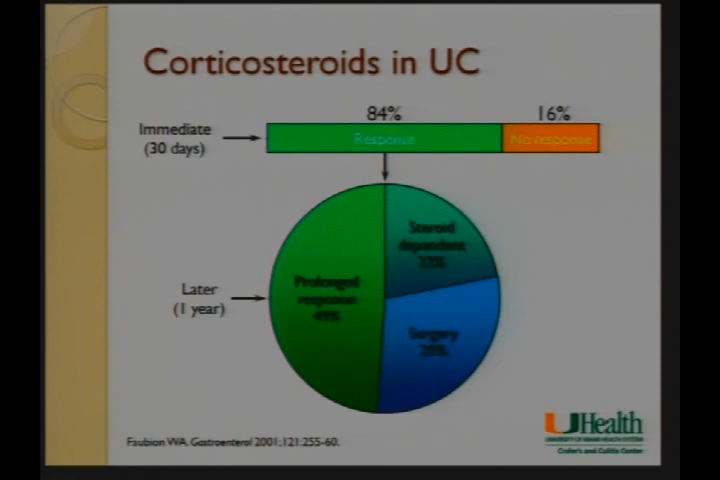 Corticosteroids in UC
84%
16%
Immediate
(30 days)
Response
No response
Steroid
dependent
22%
Prolonged
response
49%
Later
(1 year)
Surgery
Faubion WA, Gastroenterol 2001;121:255-60.
UHealth
UNIVERSITY OF MIAMI HEALTH SYSTEM
Crohn's and Colitis Center